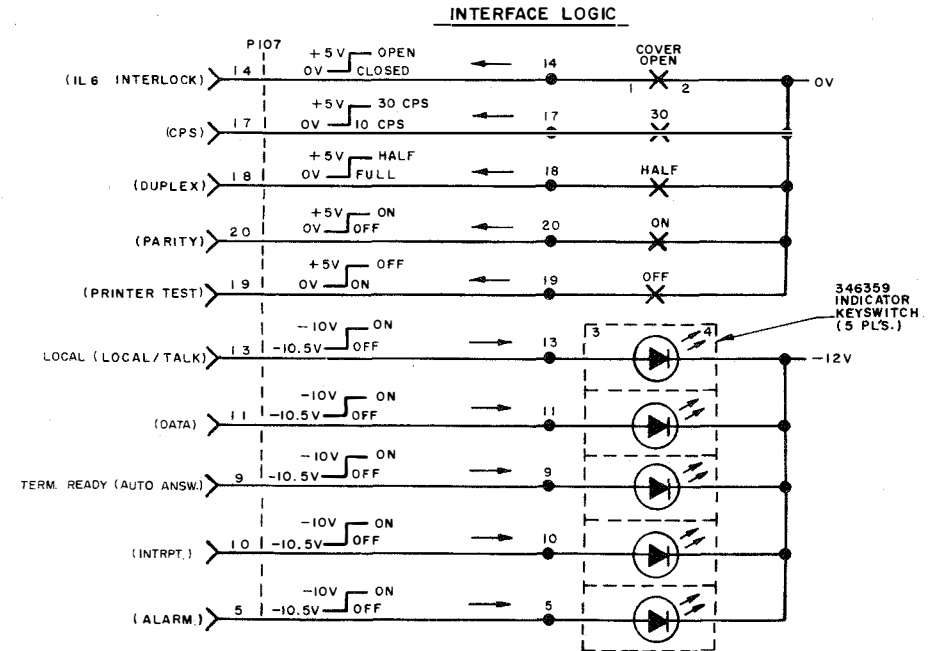 INTERFACE LOGIC
P107
(IL 6 INTERLOCK) 14 +5V OPEN 0V CLOSED 14 COVER OPEN 1 2 0V
(CPS) 17 +5V 30 CPS 0V 10 CPS 17 30
(DUPLEX) 18 +5V HALF 0V FULL 18 HALF
(PARITY) 20 +5V ON 0V OFF 20 ON
(PRINTER TEST) 19 +5V OFF 0V ON 19 OFF
346359
INDICATOR
KEYSWITCH
(5 PL'S.)
LOCAL (LOCAL/TALK) 13 -10V ON -10.5V OFF 13 3 4 -12V
(DATA) 11 -10V ON -10.5V OFF 11
TERM. READY (AUTO ANSW.) 9 -10V ON -10.5V OFF 9
(INTRPT.) 10 -10V ON -10.5V OFF 10
(ALARM.) 5 -10V ON -10.5V OFF 5